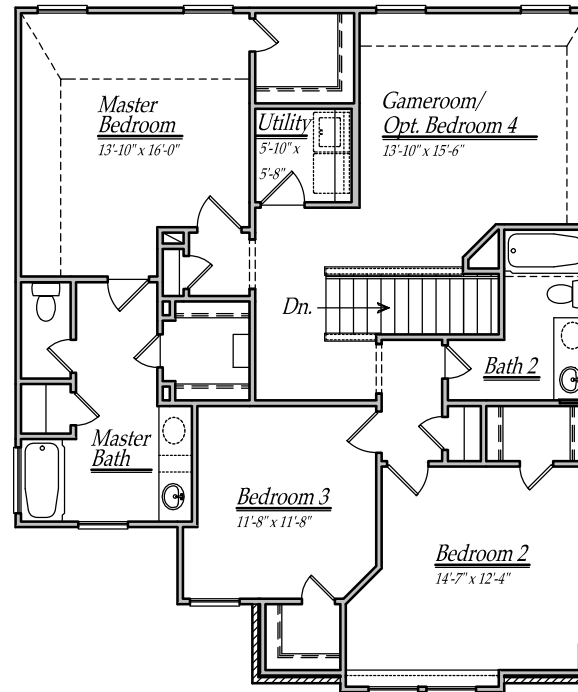 Master
Bedroom
13'-10" x 16'-0"
Utility
5'-10" x
5'-8"
Gameroom/
Opt. Bedroom 4
13'-10" x 15'-6"
Dn.
Bath 2
Master
Bath
Bedroom 3
11'-8" x 11'-8"
Bedroom 2
14'-7" x 12'-4"